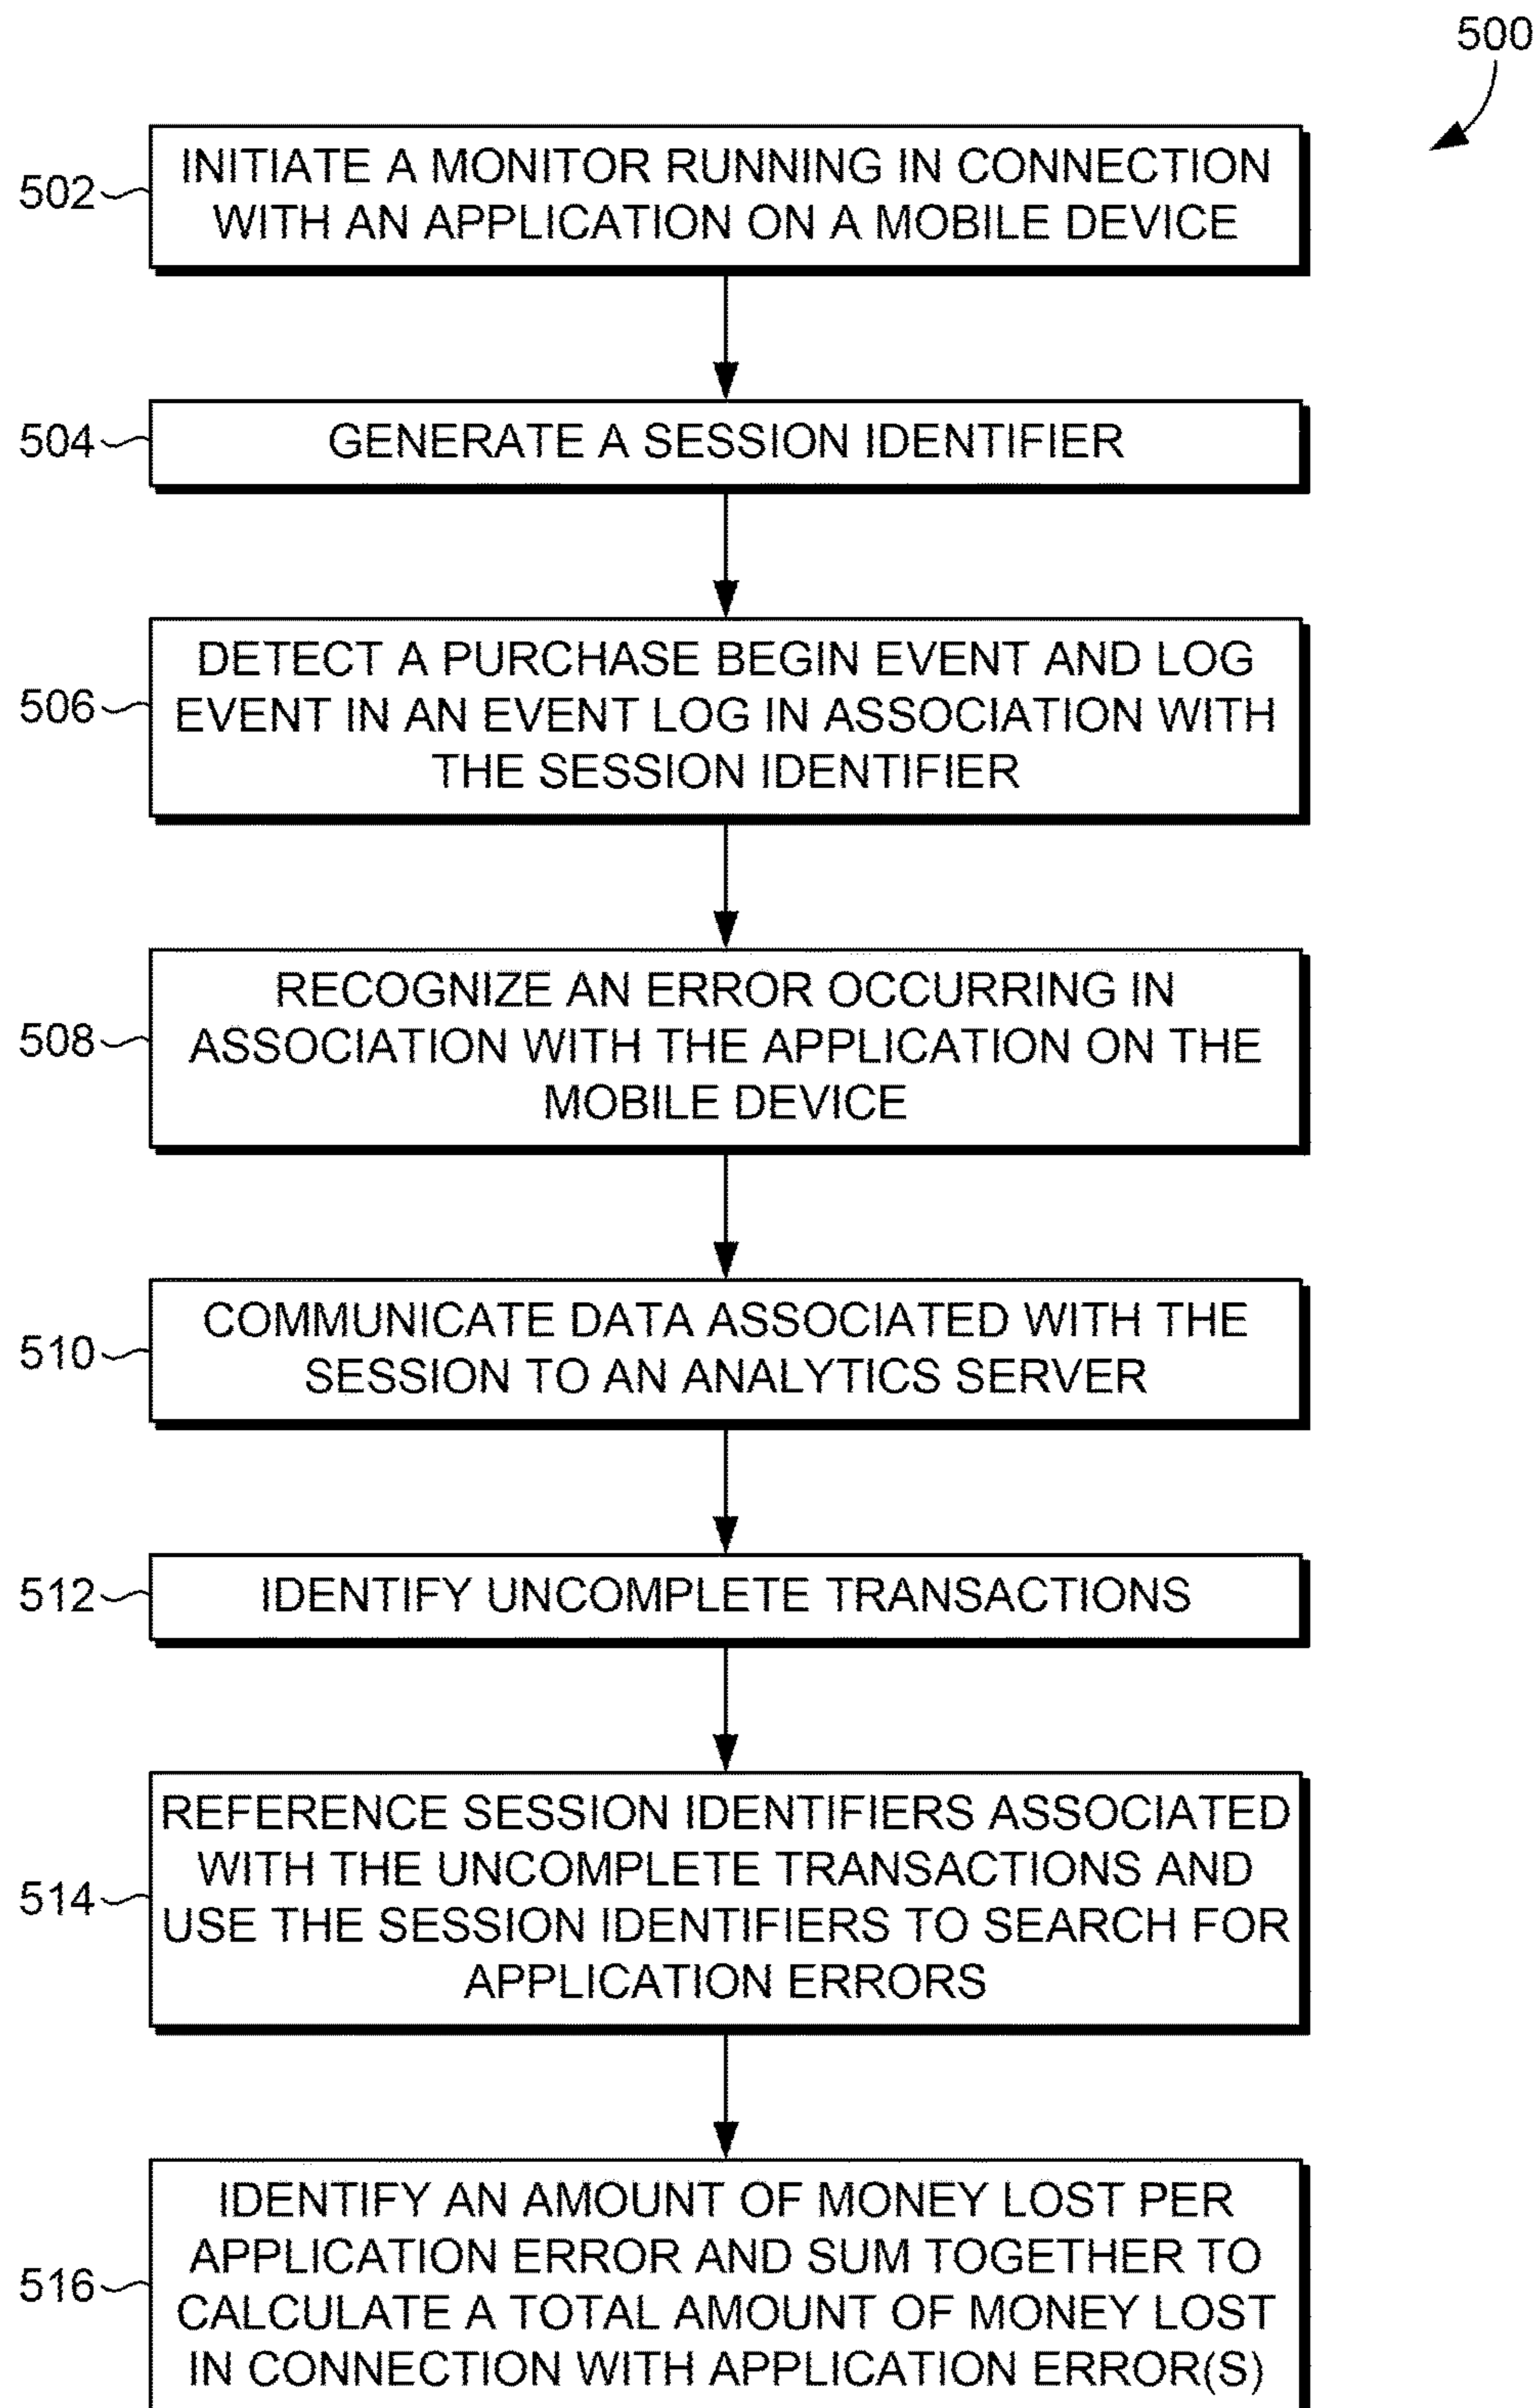 500
502
INITIATE A MONITOR RUNNING IN CONNECTION
WITH AN APPLICATION ON A MOBILE DEVICE
504
GENERATE A SESSION IDENTIFIER
506
DETECT A PURCHASE BEGIN EVENT AND LOG
EVENT IN AN EVENT LOG IN ASSOCIATION WITH
THE SESSION IDENTIFIER
508
RECOGNIZE AN ERROR OCCURRING IN
ASSOCIATION WITH THE APPLICATION ON THE
MOBILE DEVICE
510
COMMUNICATE DATA ASSOCIATED WITH THE
SESSION TO AN ANALYTICS SERVER
512
IDENTIFY UNCOMPLETE TRANSACTIONS
514
REFERENCE SESSION IDENTIFIERS ASSOCIATED
WITH THE UNCOMPLETE TRANSACTIONS AND
USE THE SESSION IDENTIFIERS TO SEARCH FOR
APPLICATION ERRORS
516
IDENTIFY AN AMOUNT OF MONEY LOST PER
APPLICATION ERROR AND SUM TOGETHER TO
CALCULATE A TOTAL AMOUNT OF MONEY LOST
IN CONNECTION WITH APPLICATION ERROR(S)